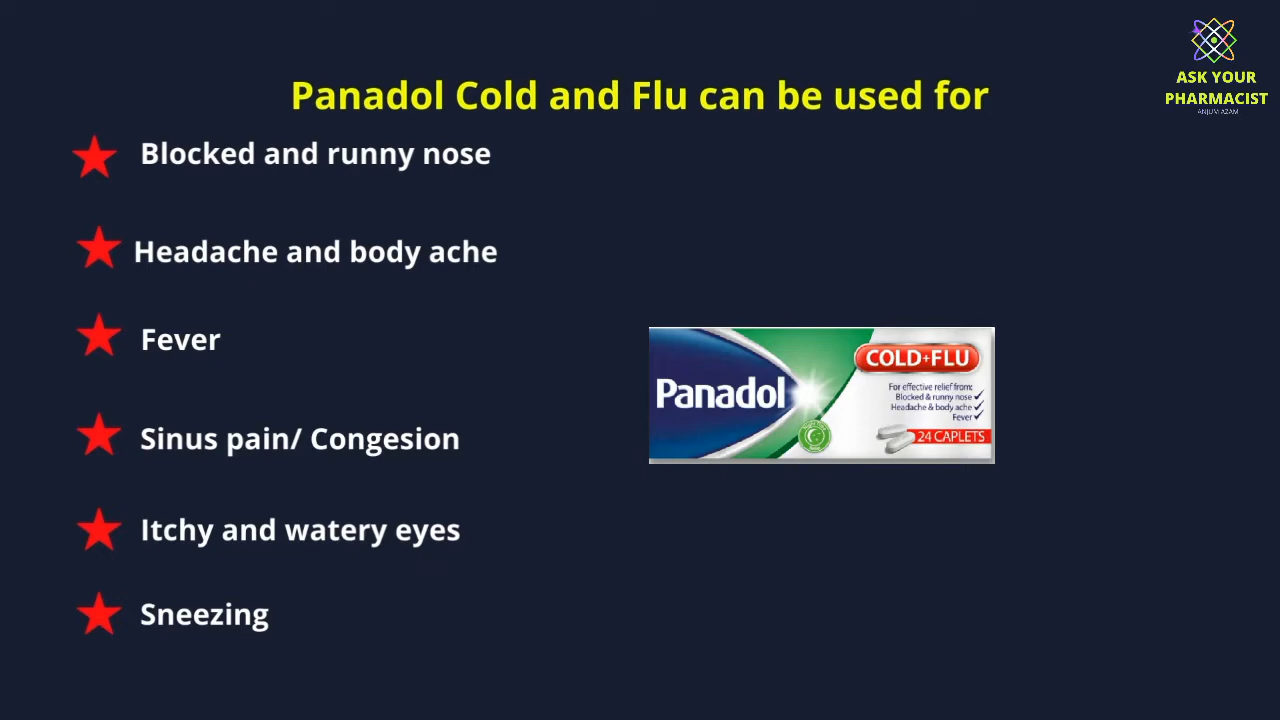 ASK YOUR
PHARMACIST
ANJUM AZAM
Panadol Cold and Flu can be used for
Blocked and runny nose
Headache and body ache
Fever
Sinus pain/ Congesion
Itchy and watery eyes
Sneezing
Panadol
COLD+FLU
For effective relief from:
Blocked & runny nose
Headache & body ache
Fever
24 CAPLETS